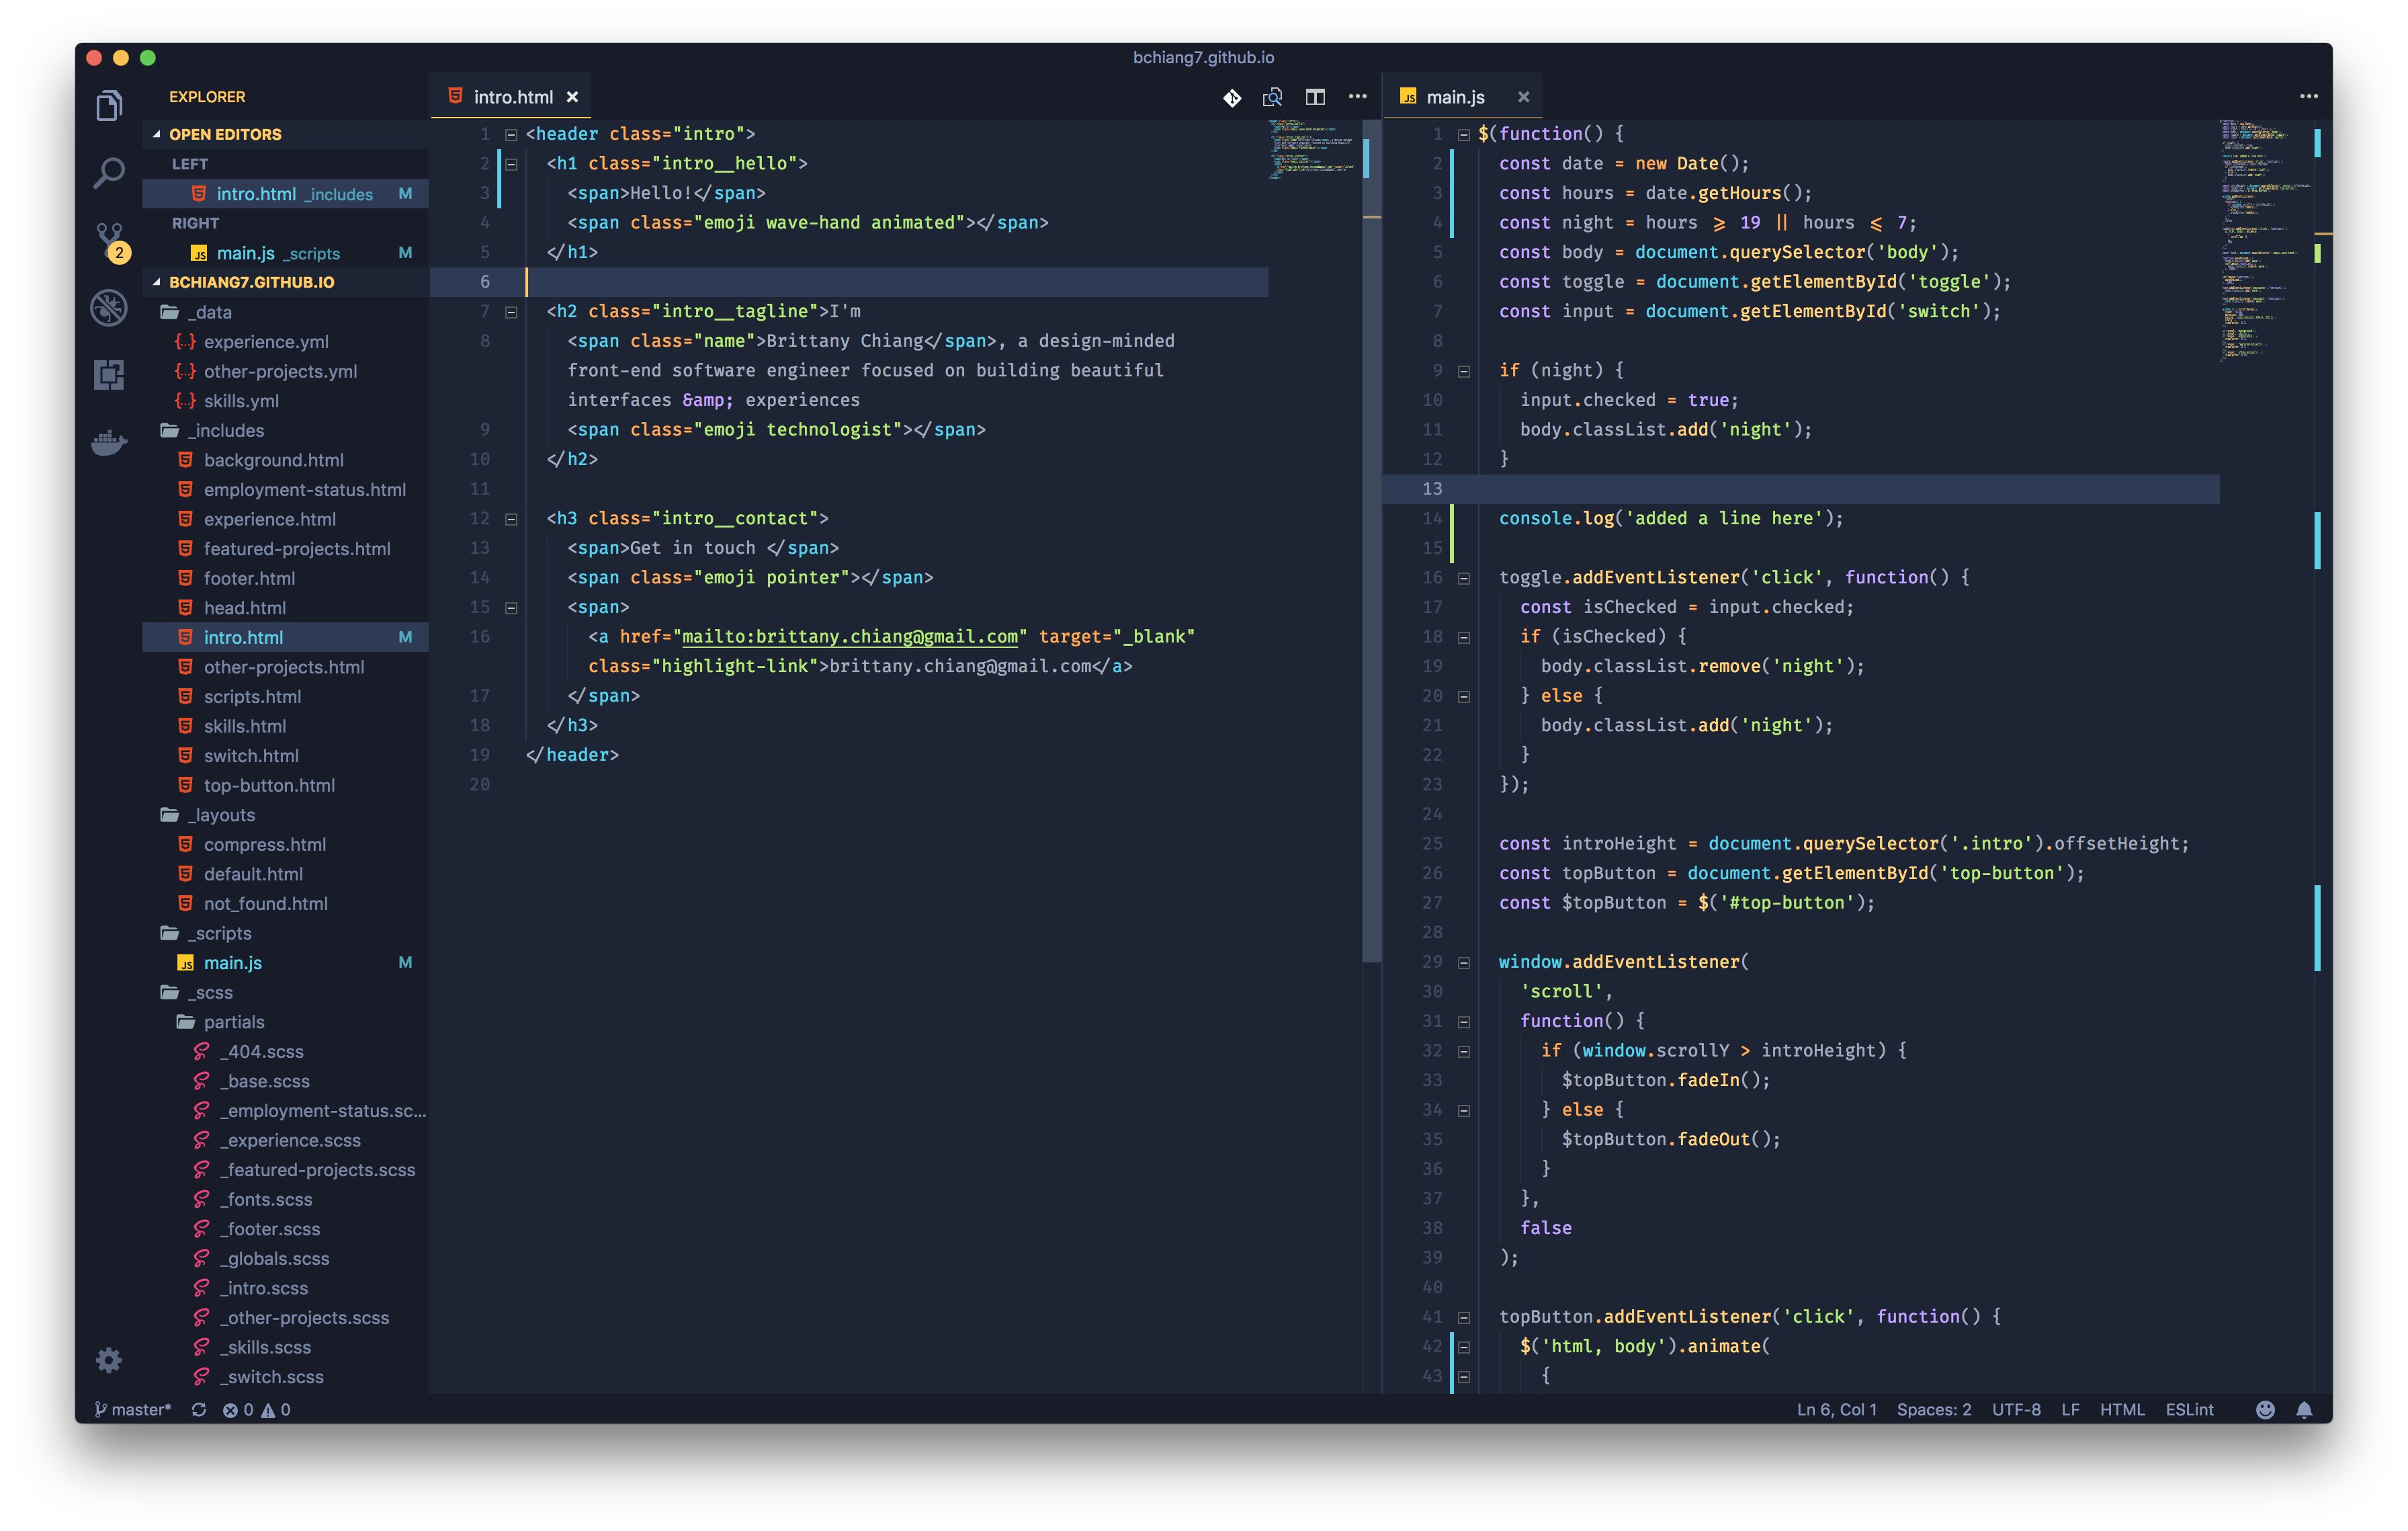 bchiang7.github.io
EXPLORER
OPEN EDITORS
LEFT
intro.html _includes M
RIGHT
main.js _scripts M
BCHIANG7.GITHUB.IO
_data
experience.yml
other-projects.yml
skills.yml
_includes
background.html
employment-status.html
experience.html
featured-projects.html
footer.html
head.html
intro.html M
other-projects.html
scripts.html
skills.html
switch.html
top-button.html
_layouts
compress.html
default.html
not_found.html
_scripts
main.js M
_scss
partials
_404.scss
_base.scss
_employment-status.sc...
_experience.scss
_featured-projects.scss
_fonts.scss
_footer.scss
_globals.scss
_intro.scss
_other-projects.scss
_skills.scss
_switch.scss
2
intro.html
1 <header class="intro">
2 <h1 class="intro__hello">
3 <span>Hello!</span>
4 <span class="emoji wave-hand animated"></span>
5 </h1>
6
7 <h2 class="intro__tagline">I'm
8 <span class="name">Brittany Chiang</span>, a design-minded
front-end software engineer focused on building beautiful
interfaces &amp; experiences
9 <span class="emoji technologist"></span>
10 </h2>
11
12 <h3 class="intro__contact">
13 <span>Get in touch </span>
14 <span class="emoji pointer"></span>
15 <span>
16 <a href="mailto:brittany.chiang@gmail.com" target="_blank"
class="highlight-link">brittany.chiang@gmail.com</a>
17 </span>
18 </h3>
19 </header>
20
JS main.js
1 $(function() {
2 const date = new Date();
3 const hours = date.getHours();
4 const night = hours ⩾ 19 || hours ⩽ 7;
5 const body = document.querySelector('body');
6 const toggle = document.getElementById('toggle');
7 const input = document.getElementById('switch');
8
9 if (night) {
10 input.checked = true;
11 body.classList.add('night');
12 }
13
14 console.log('added a line here');
15
16 toggle.addEventListener('click', function() {
17 const isChecked = input.checked;
18 if (isChecked) {
19 body.classList.remove('night');
20 } else {
21 body.classList.add('night');
22 }
23 });
24
25 const introHeight = document.querySelector('.intro').offsetHeight;
26 const topButton = document.getElementById('top-button');
27 const $topButton = $('#top-button');
28
29 window.addEventListener(
30 'scroll',
31 function() {
32 if (window.scrollY > introHeight) {
33 $topButton.fadeIn();
34 } else {
35 $topButton.fadeOut();
36 }
37 },
38 false
39 );
40
41 topButton.addEventListener('click', function() {
42 $('html, body').animate(
43 {
master* 0 0
Ln 6, Col 1 Spaces: 2 UTF-8 LF HTML ESLint